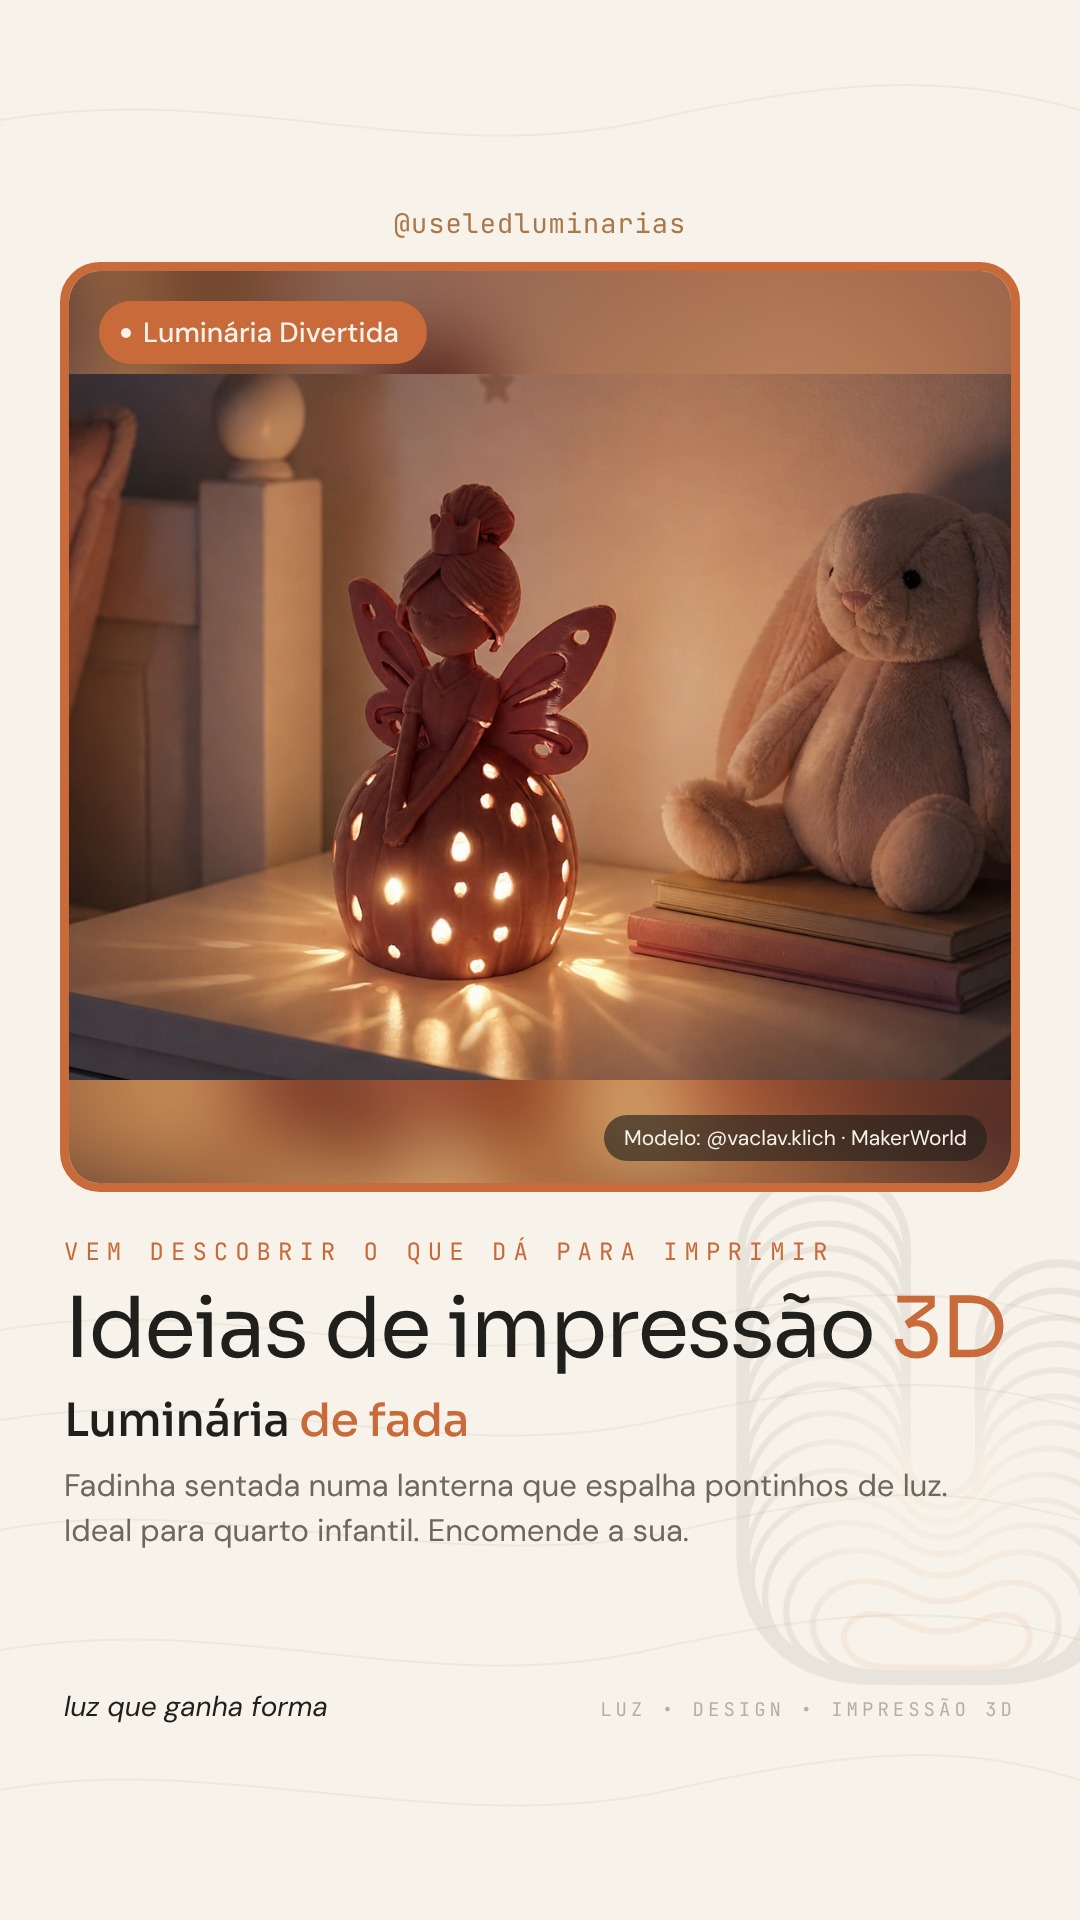 @useledluminarias
Luminária Divertida
Modelo: @vaclav.klich · MakerWorld
VEM DESCOBRIR O QUE DÁ PARA IMPRIMIR
Ideias de impressão 3D
Luminária de fada
Fadinha sentada numa lanterna que espalha pontinhos de luz.
Ideal para quarto infantil. Encomende a sua.
luz que ganha forma
LUZ • DESIGN • IMPRESSÃO 3D